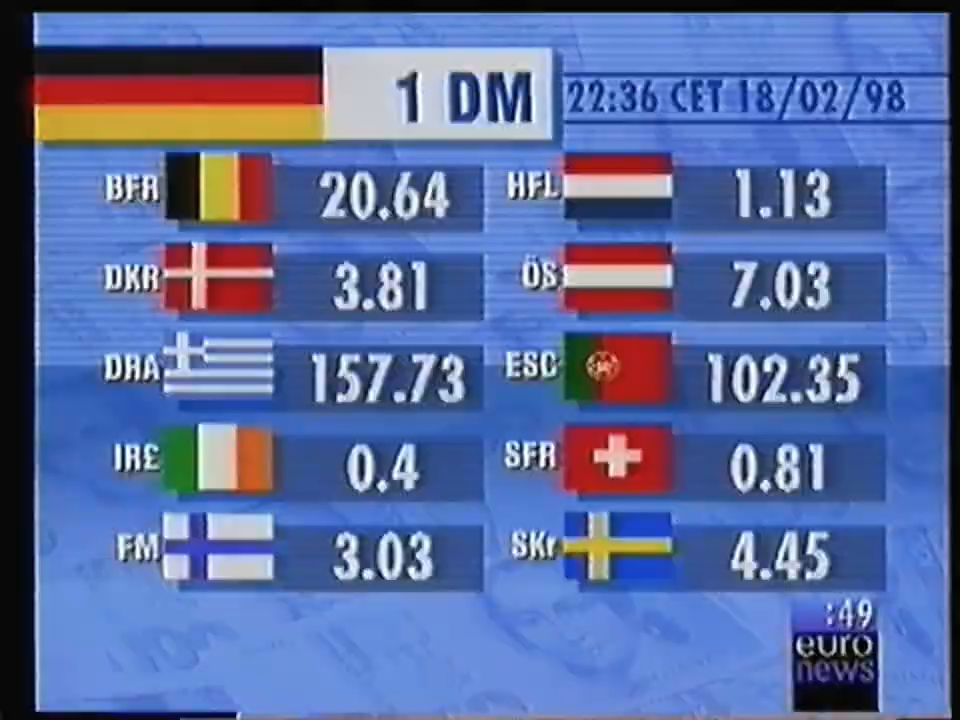 1 DM 22:36 CET 18/02/98
BFR 20.64 HFL 1.13
DKR 3.81 ÖS 7.03
DRA 157.73 ESC 102.35
IR£ 0.4 SFR 0.81
FM 3.03 SKr 4.45
:49
euro
news